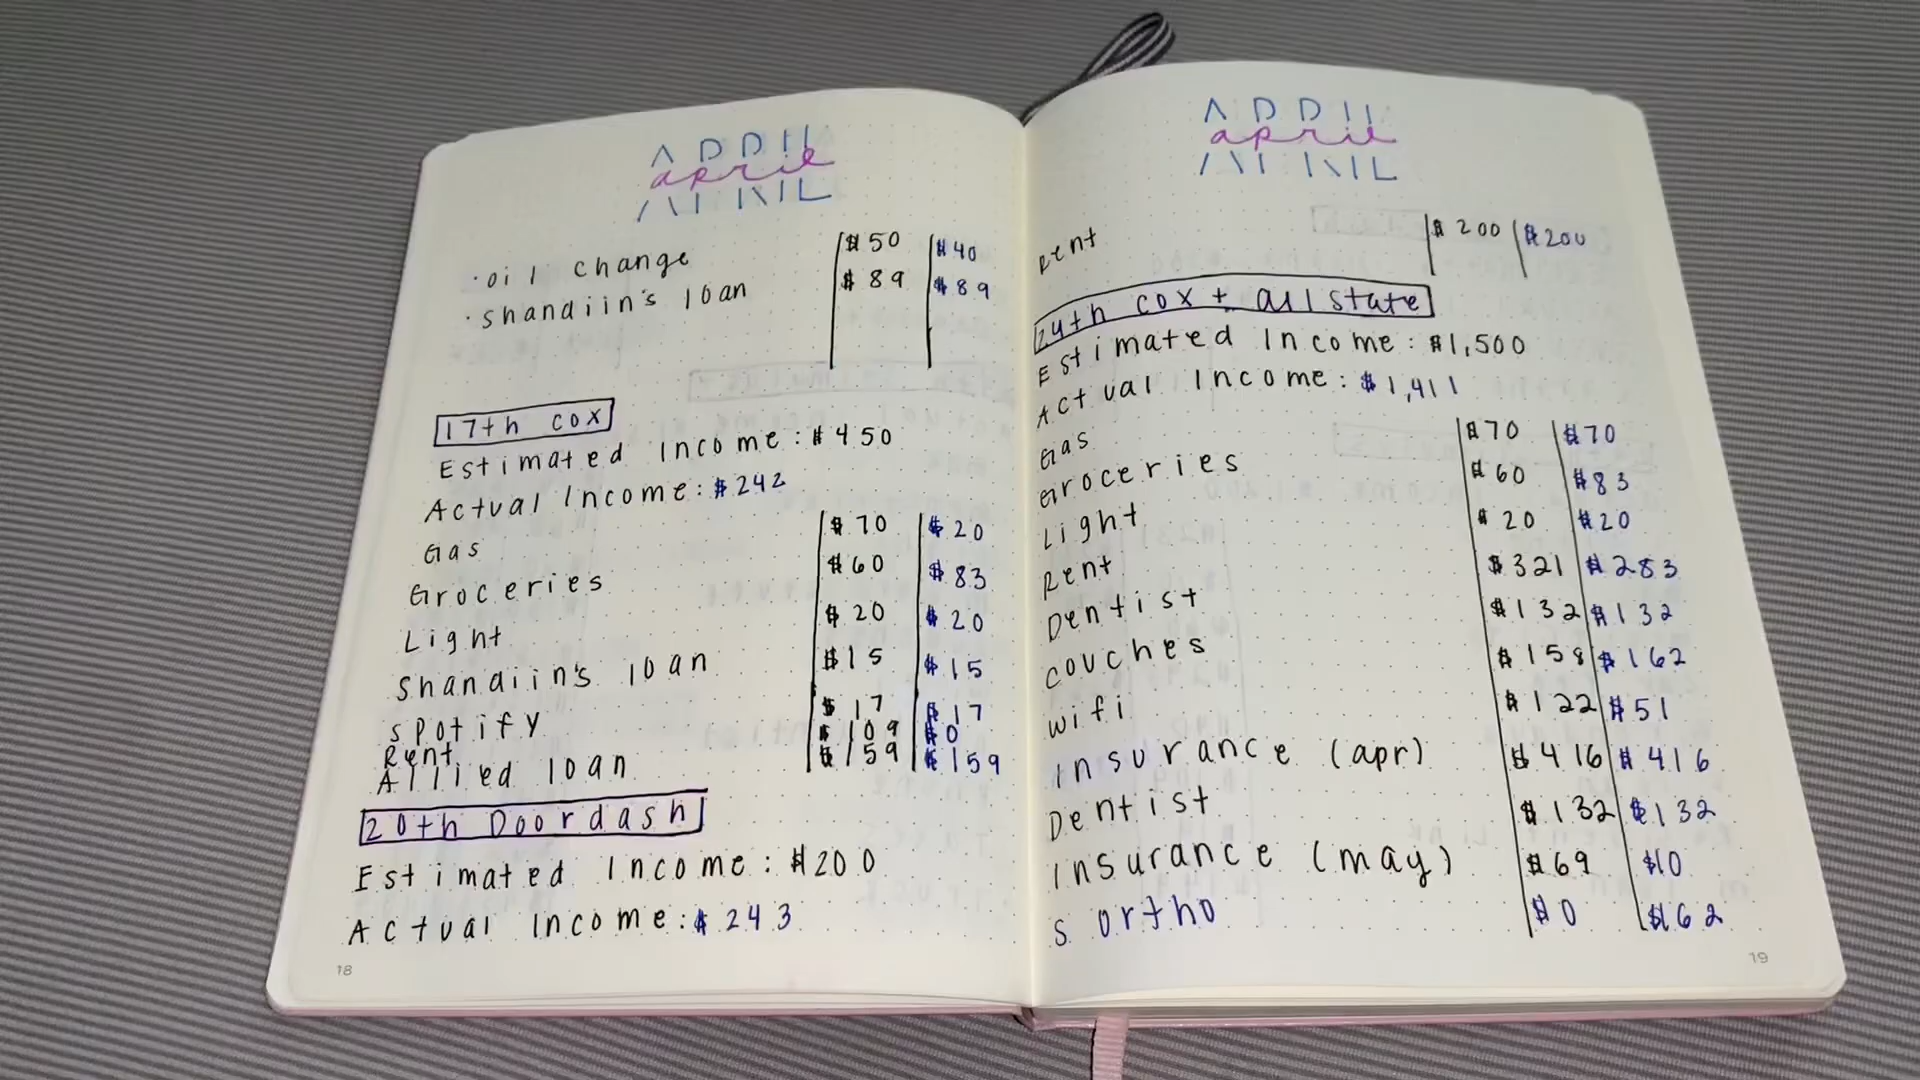 APRIL
april
· oil change $50 $40
· Shandiin's loan $89 $89
17th cox
Estimated Income: $450
Actual Income: $242
Gas $70 $20
Groceries $60 $83
Light $20 $20
Shandiin's loan $15 $15
Spotify $17 $17
Rent $109 $0
Allied loan $159 $159
20th Doordash
Estimated Income: $200
Actual Income: $243
18
APRIL
april
Rent $200 $200
24th cox + allstate
Estimated Income: $1,500
Actual Income: $1,411
Gas $70 $70
Groceries $60 $83
Light $20 $20
Rent $321 $283
Dentist $132 $132
couches $158 $162
wifi $122 $51
insurance (apr) $416 $416
Dentist $132 $132
insurance (may) $69 $10
S ortho $0 $162
19